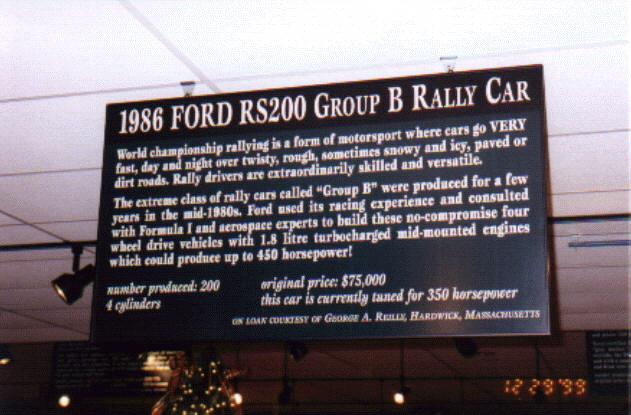 1986 FORD RS200 GROUP B RALLY CAR
World championship rallying is a form of motorsport where cars go VERY
fast, day and night over twisty, rough, sometimes snowy and icy, paved or
dirt roads. Rally drivers are extraordinarily skilled and versatile.
The extreme class of rally cars called "Group B" were produced for a few
years in the mid-1980s. Ford used its racing experience and consulted
with Formula 1 and aerospace experts to build these no-compromise four
wheel drive vehicles with 1.8 litre turbocharged mid-mounted engines
which could produce up to 450 horsepower!
number produced: 200
4 cylinders
original price: $75,000
this car is currently tuned for 350 horsepower
ON LOAN COURTESY OF GEORGE A. REILLY, HARDWICK, MASSACHUSETTS
12 29 '99